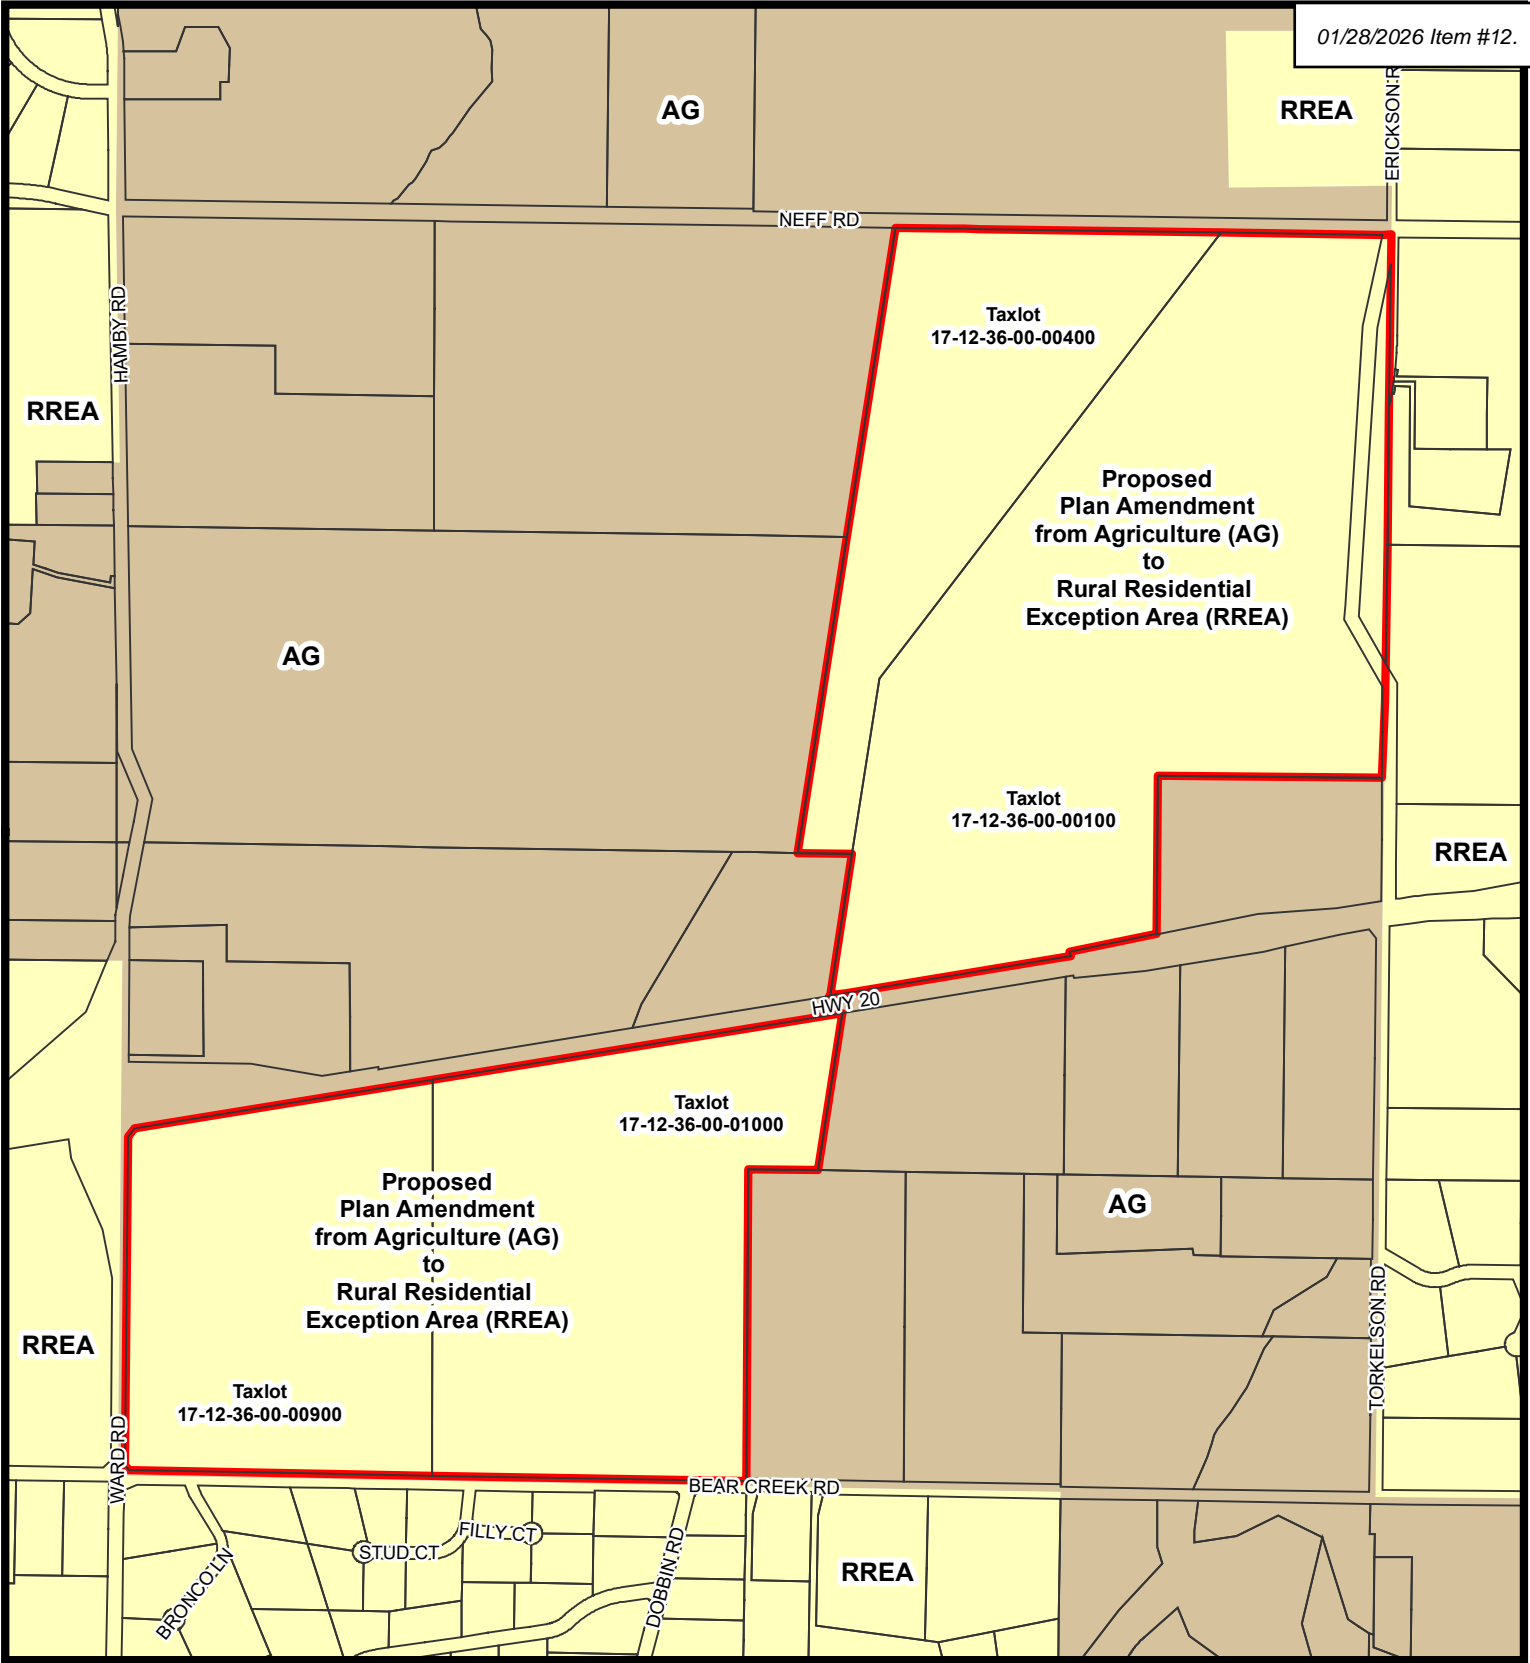 01/28/2026 Item #12.
AG
RREA
ERICKSON R
NEFF RD
HAMBY RD
Taxlot
17-12-36-00-00400
RREA
Proposed
Plan Amendment
from Agriculture (AG)
to
Rural Residential
Exception Area (RREA)
AG
Taxlot
17-12-36-00-00100
RREA
HWY 20
Taxlot
17-12-36-00-01000
Proposed
Plan Amendment
from Agriculture (AG)
to
Rural Residential
Exception Area (RREA)
AG
RREA
TORKELSON RD
Taxlot
17-12-36-00-00900
WARD RD
BEAR CREEK RD
FILLY CT
STUD CT
BRONCO LN
DOBBIN RD
RREA